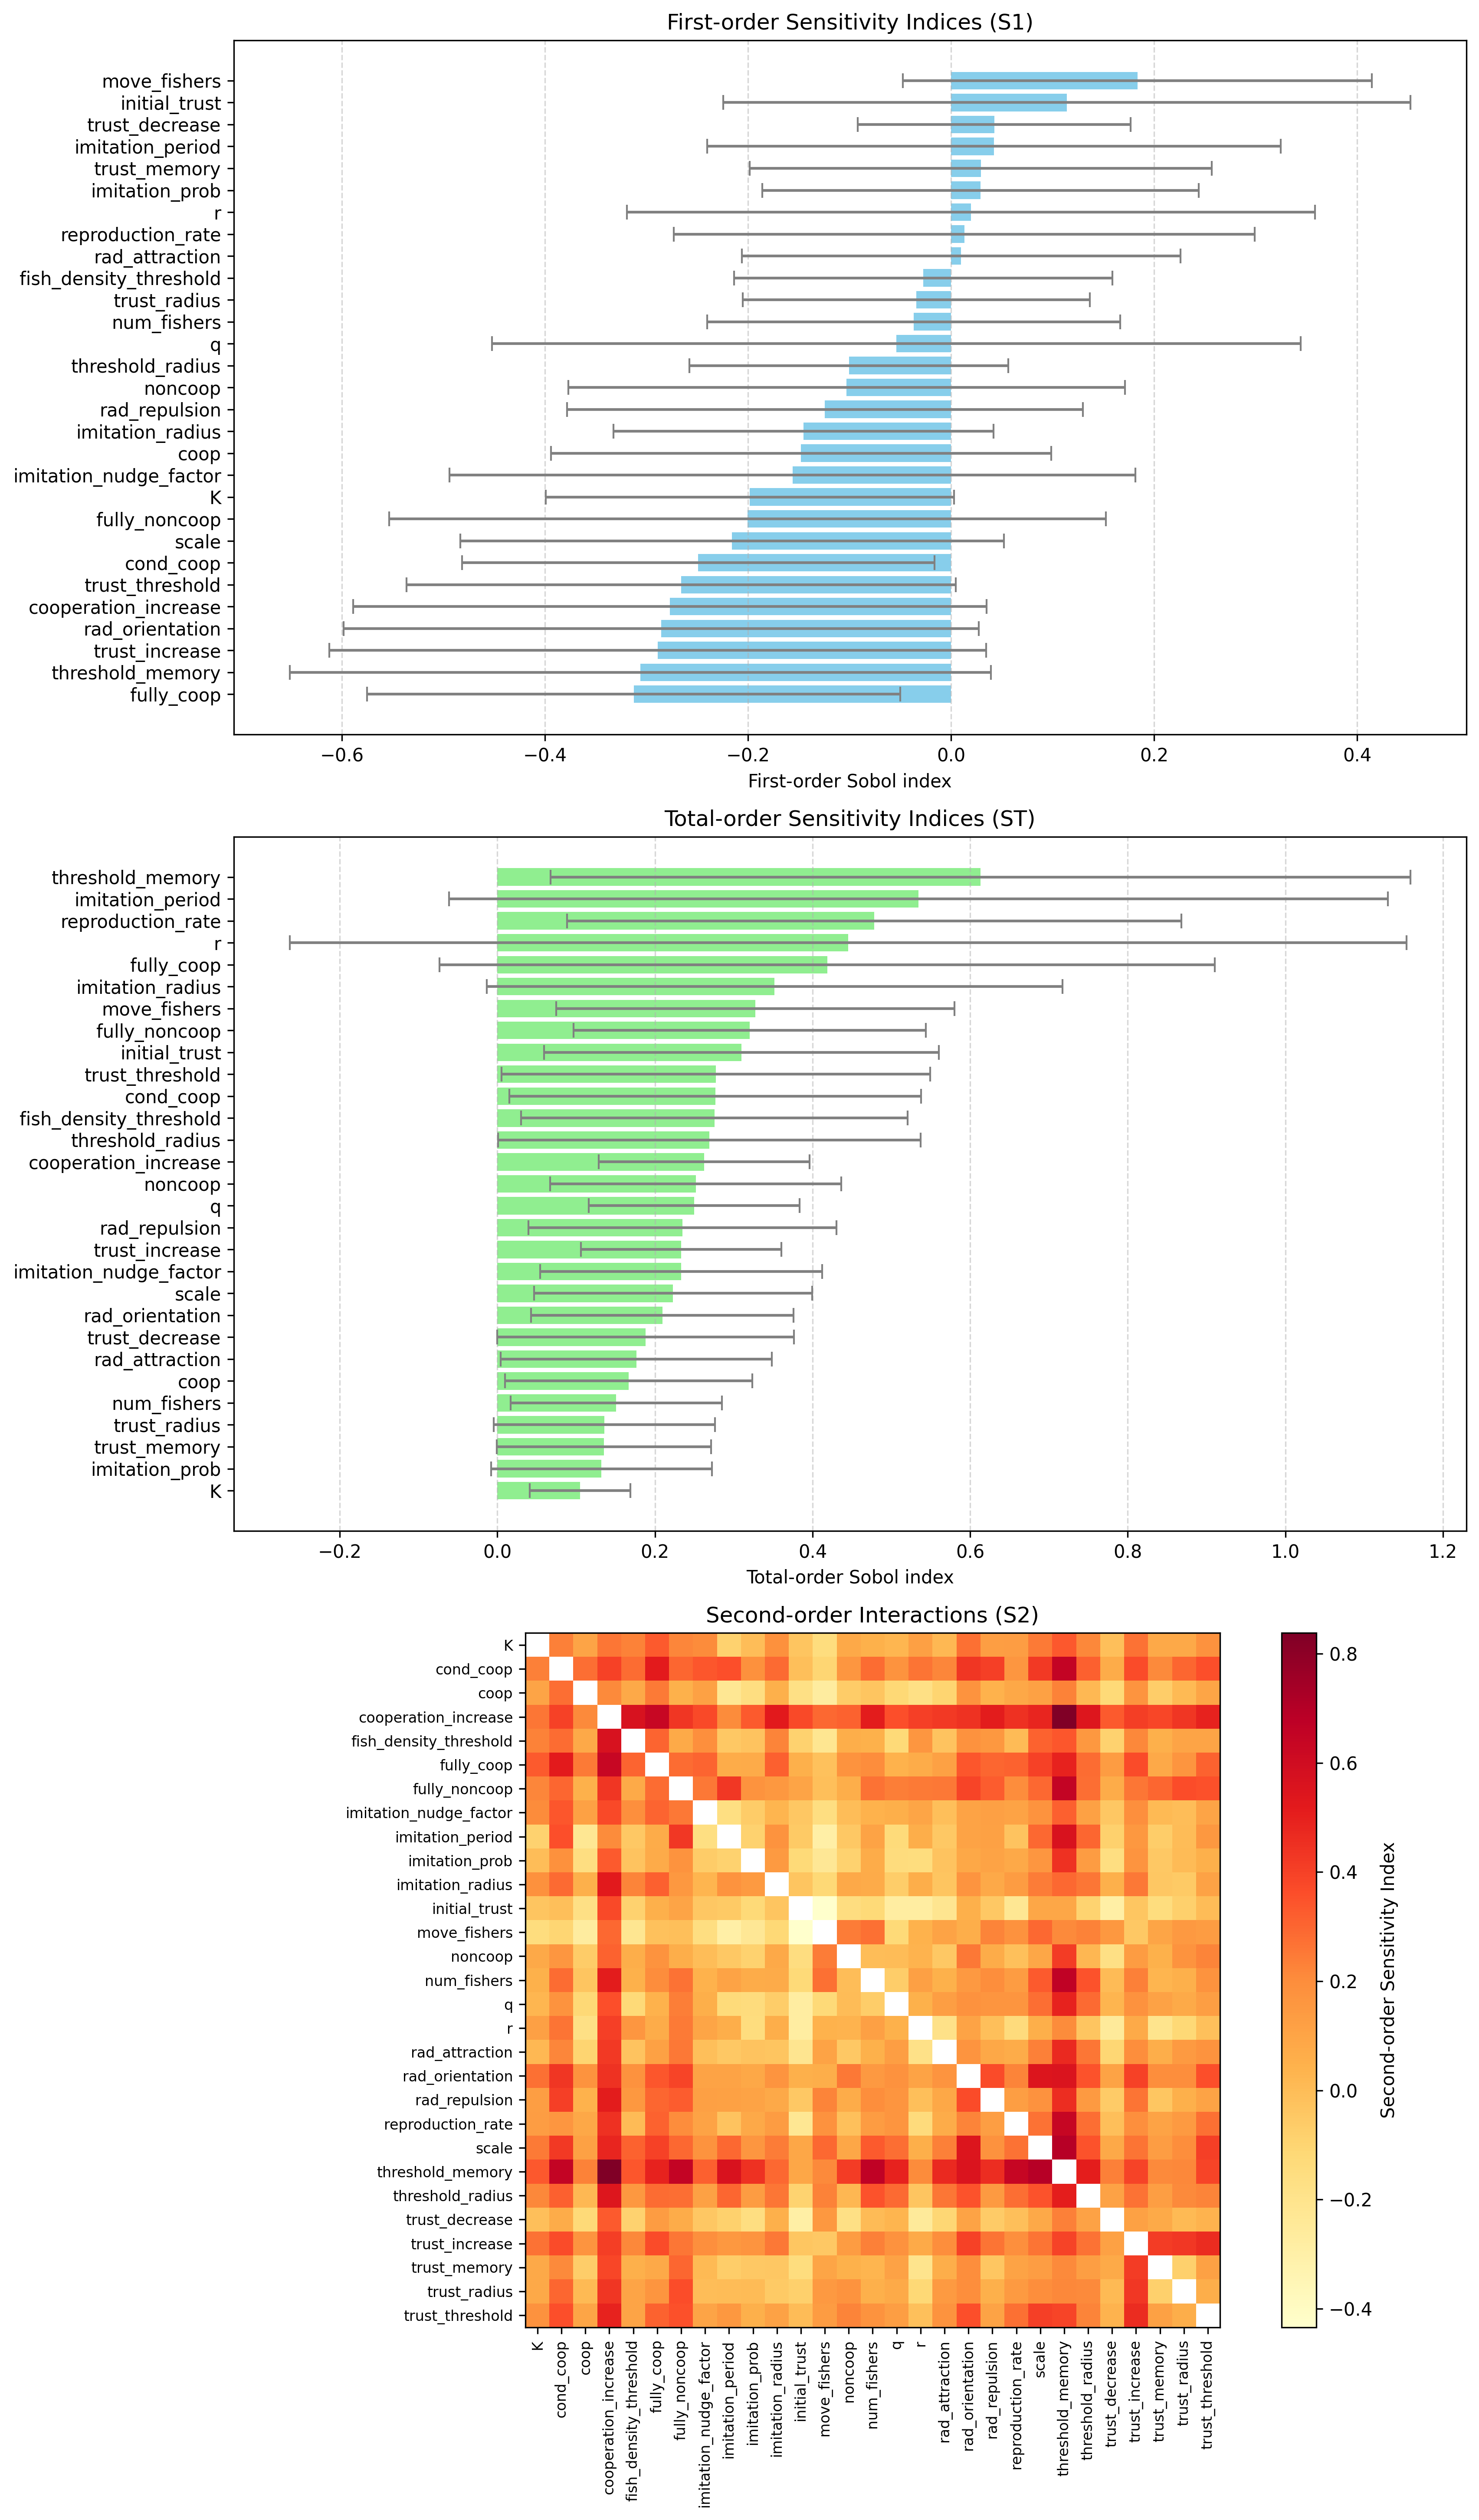 First-order Sensitivity Indices (S1)
move_fishers
initial_trust
trust_decrease
imitation_period
trust_memory
imitation_prob
r
reproduction_rate
rad_attraction
fish_density_threshold
trust_radius
num_fishers
q
threshold_radius
noncoop
rad_repulsion
imitation_radius
coop
imitation_nudge_factor
K
fully_noncoop
scale
cond_coop
trust_threshold
cooperation_increase
rad_orientation
trust_increase
threshold_memory
fully_coop
−0.6 −0.4 −0.2 0.0 0.2 0.4
First-order Sobol index
Total-order Sensitivity Indices (ST)
threshold_memory
imitation_period
reproduction_rate
r
fully_coop
imitation_radius
move_fishers
fully_noncoop
initial_trust
trust_threshold
cond_coop
fish_density_threshold
threshold_radius
cooperation_increase
noncoop
q
rad_repulsion
trust_increase
imitation_nudge_factor
scale
rad_orientation
trust_decrease
rad_attraction
coop
num_fishers
trust_radius
trust_memory
imitation_prob
K
−0.2 0.0 0.2 0.4 0.6 0.8 1.0 1.2
Total-order Sobol index
Second-order Interactions (S2)
K
cond_coop
coop
cooperation_increase
fish_density_threshold
fully_coop
fully_noncoop
imitation_nudge_factor
imitation_period
imitation_prob
imitation_radius
initial_trust
move_fishers
noncoop
num_fishers
q
r
rad_attraction
rad_orientation
rad_repulsion
reproduction_rate
scale
threshold_memory
threshold_radius
trust_decrease
trust_increase
trust_memory
trust_radius
trust_threshold
K
cond_coop
coop
cooperation_increase
fish_density_threshold
fully_coop
fully_noncoop
imitation_nudge_factor
imitation_period
imitation_prob
imitation_radius
initial_trust
move_fishers
noncoop
num_fishers
q
r
rad_attraction
rad_orientation
rad_repulsion
reproduction_rate
scale
threshold_memory
threshold_radius
trust_decrease
trust_increase
trust_memory
trust_radius
trust_threshold
0.8
0.6
0.4
0.2
0.0
−0.2
−0.4
Second-order Sensitivity Index